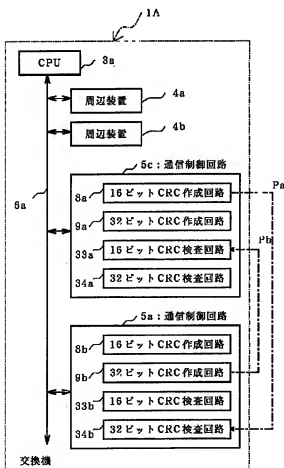 1A
CPU
3a
周辺装置
4a
周辺装置
4b
6a
5c：通信制御回路
8a
16ビットCRC作成回路
Pa
9a
32ビットCRC作成回路
Pb
33a
16ビットCRC検査回路
34a
32ビットCRC検査回路
5a：通信制御回路
8b
16ビットCRC作成回路
9b
32ビットCRC作成回路
33b
16ビットCRC検査回路
34b
32ビットCRC検査回路
交換機